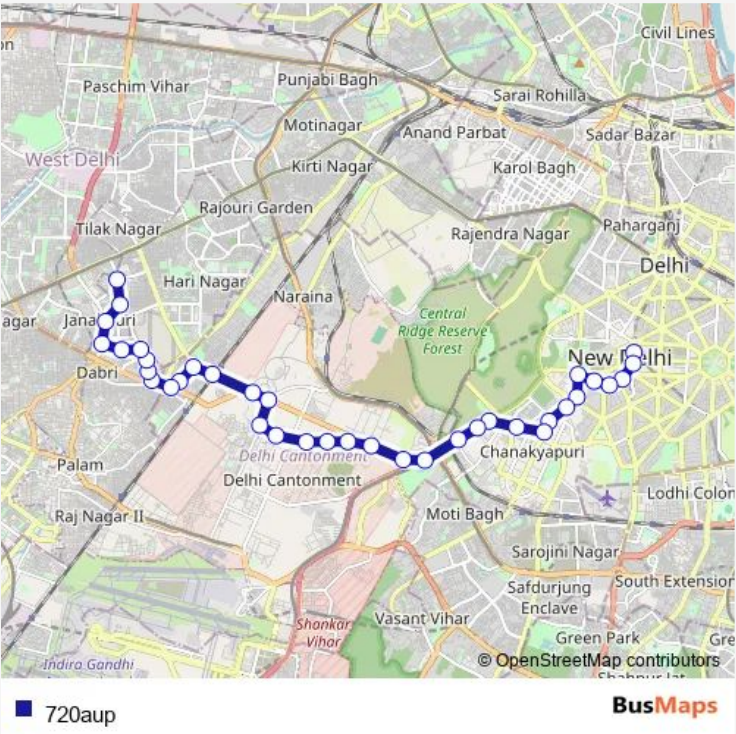 Civil Lines
on
Paschim Vihar
Punjabi Bagh
Sarai Rohilla
Motinagar
Anand Parbat
Sadar Bazar
West Delhi
Kirti Nagar
Karol Bagh
Rajouri Garden
Tilak Nagar
Rajendra Nagar
Paharganj
Delhi
Hari Nagar
Naraina
agar
Central
Ridge Reserve
Forest
New Delhi
Dabri
Chanakyapuri
Delhi Cantonment
Palam
Delhi Cantonment
Lodhi Colon
Raj Nagar II
Moti Bagh
Sarojini Nagar
South Extension
Safdurjung
Enclave
Vasant Vihar
Shankar
Vihar
Green Park
Gre
Indira Gandhi
© OpenStreetMap contributors
720aup
BusMaps